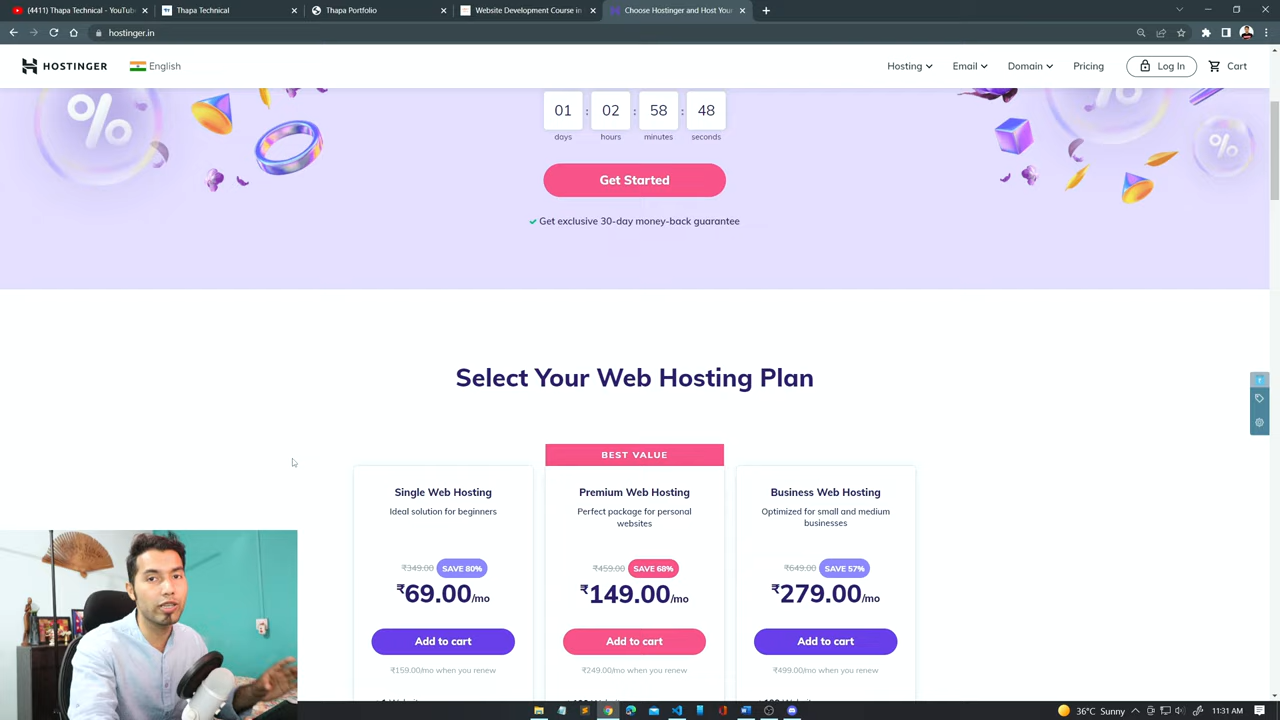 (4411) Thapa Technical - YouTub
Thapa Technical
Thapa Portfolio
Website Development Course in
Choose Hostinger and Host Your
hostinger.in
HOSTINGER
English
Hosting
Email
Domain
Pricing
Log In
Cart
%
%
01 : 02 : 58 : 48
days hours minutes seconds
Get Started
Get exclusive 30-day money-back guarantee
Select Your Web Hosting Plan
BEST VALUE
Single Web Hosting
Ideal solution for beginners
₹349.00 SAVE 80%
₹69.00/mo
Add to cart
₹159.00/mo when you renew
Premium Web Hosting
Perfect package for personal
websites
₹459.00 SAVE 68%
₹149.00/mo
Add to cart
₹249.00/mo when you renew
Business Web Hosting
Optimized for small and medium
businesses
₹649.00 SAVE 57%
₹279.00/mo
Add to cart
₹499.00/mo when you renew
36°C Sunny
11:31 AM